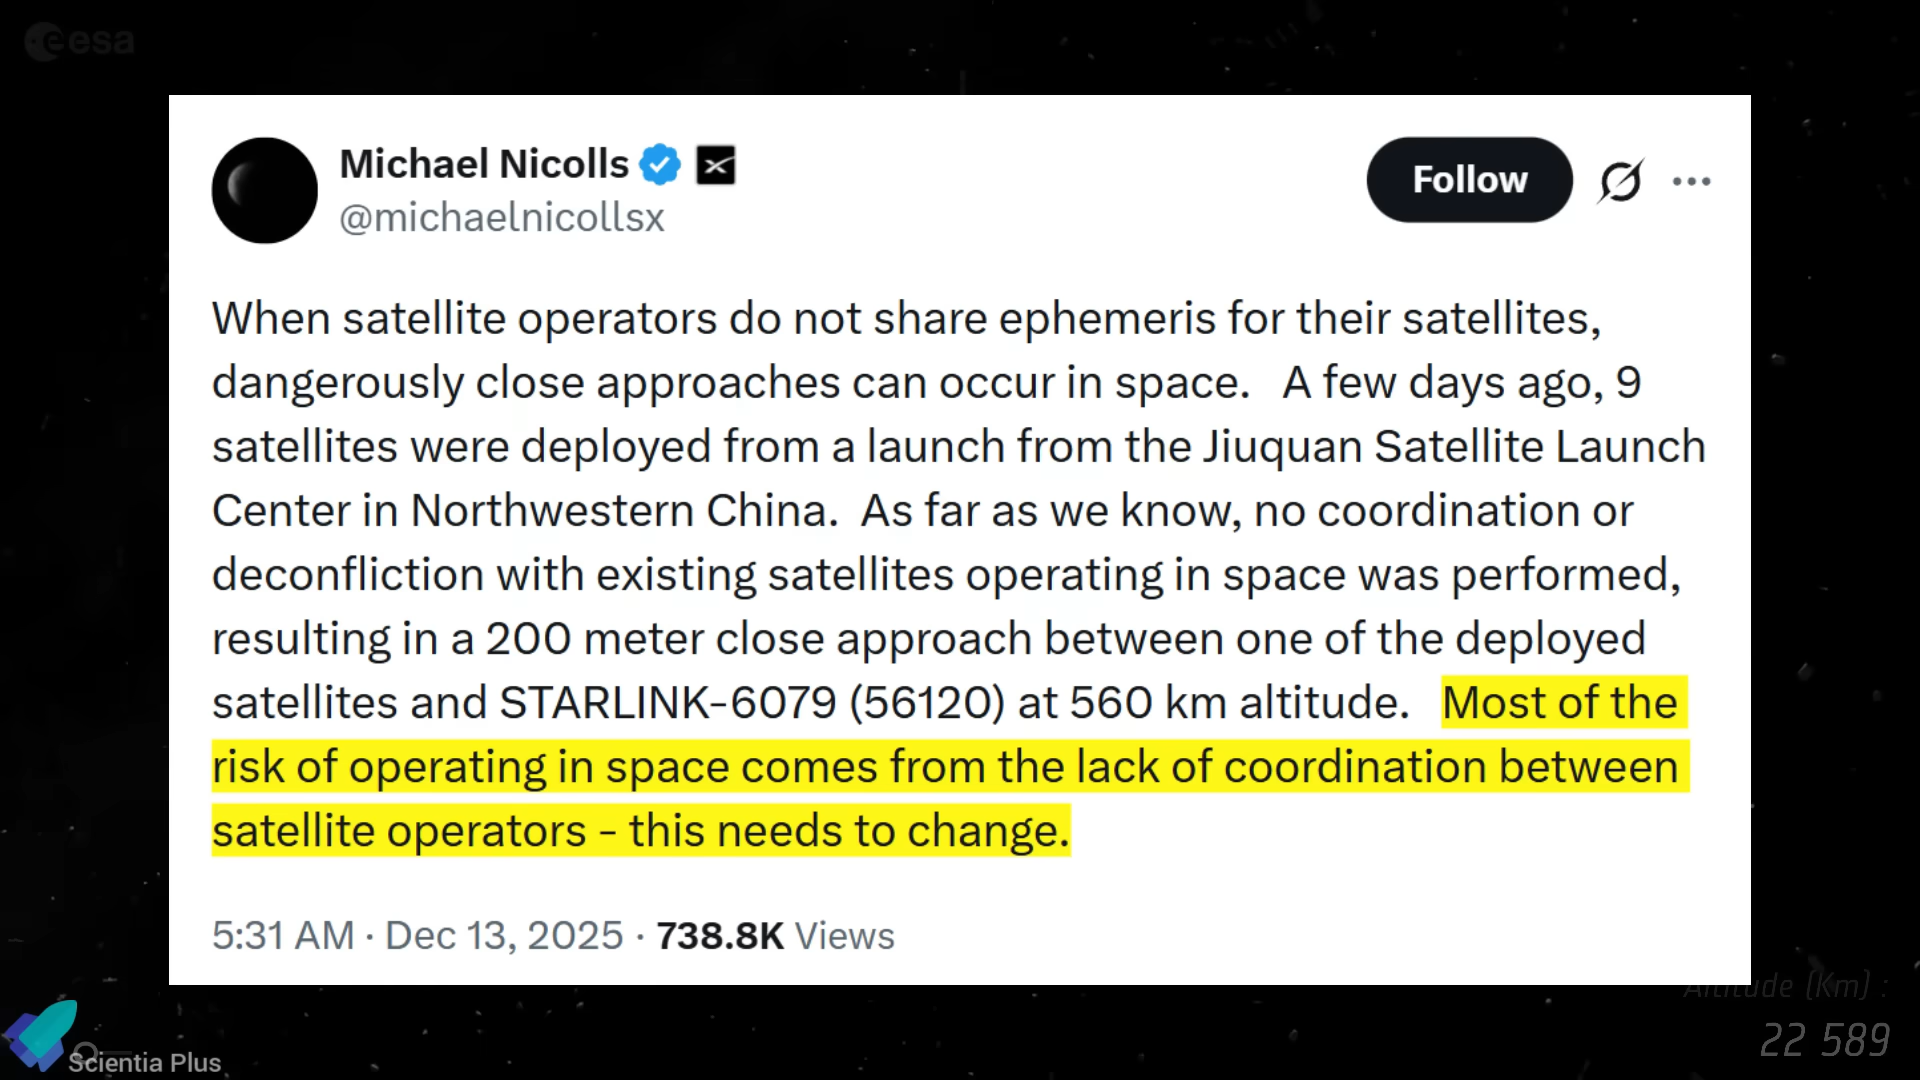 esa
Michael Nicolls
@michaelnicollsx
Follow
When satellite operators do not share ephemeris for their satellites,
dangerously close approaches can occur in space.   A few days ago, 9
satellites were deployed from a launch from the Jiuquan Satellite Launch
Center in Northwestern China.  As far as we know, no coordination or
deconfliction with existing satellites operating in space was performed,
resulting in a 200 meter close approach between one of the deployed
satellites and STARLINK-6079 (56120) at 560 km altitude.   Most of the
risk of operating in space comes from the lack of coordination between
satellite operators - this needs to change.
5:31 AM · Dec 13, 2025 · 738.8K Views
Altitude (Km) :
22 589
Scientia Plus